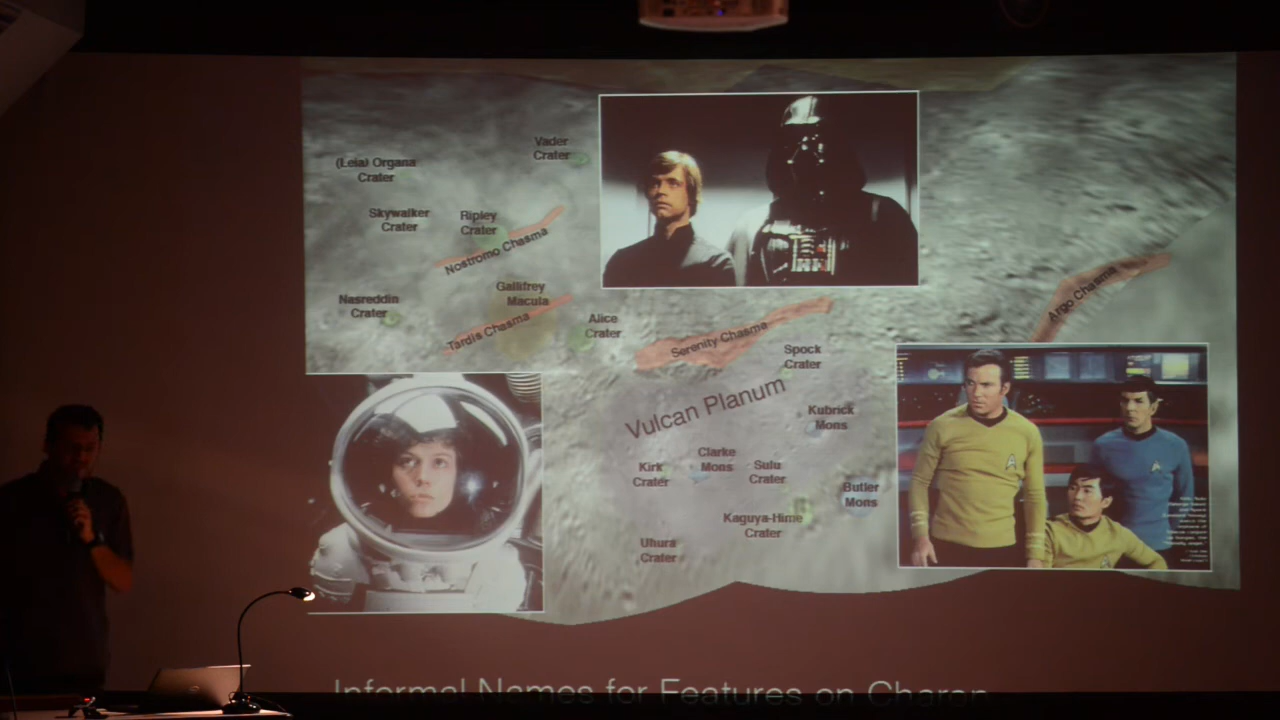 Vader
Crater
(Leia) Organa
Crater
Skywalker
Crater
Ripley
Crater
Nostromo Chasma
Gallifrey
Macula
Nasreddin
Crater
Tardis Chasma
Alice
Crater
Serenity Chasma
Argo Chasma
Spock
Crater
Vulcan Planum
Kubrick
Mons
Clarke
Mons
Kirk
Crater
Sulu
Crater
Butler
Mons
Kaguya-Hime
Crater
Uhura
Crater
Informal Names for Features on Charon